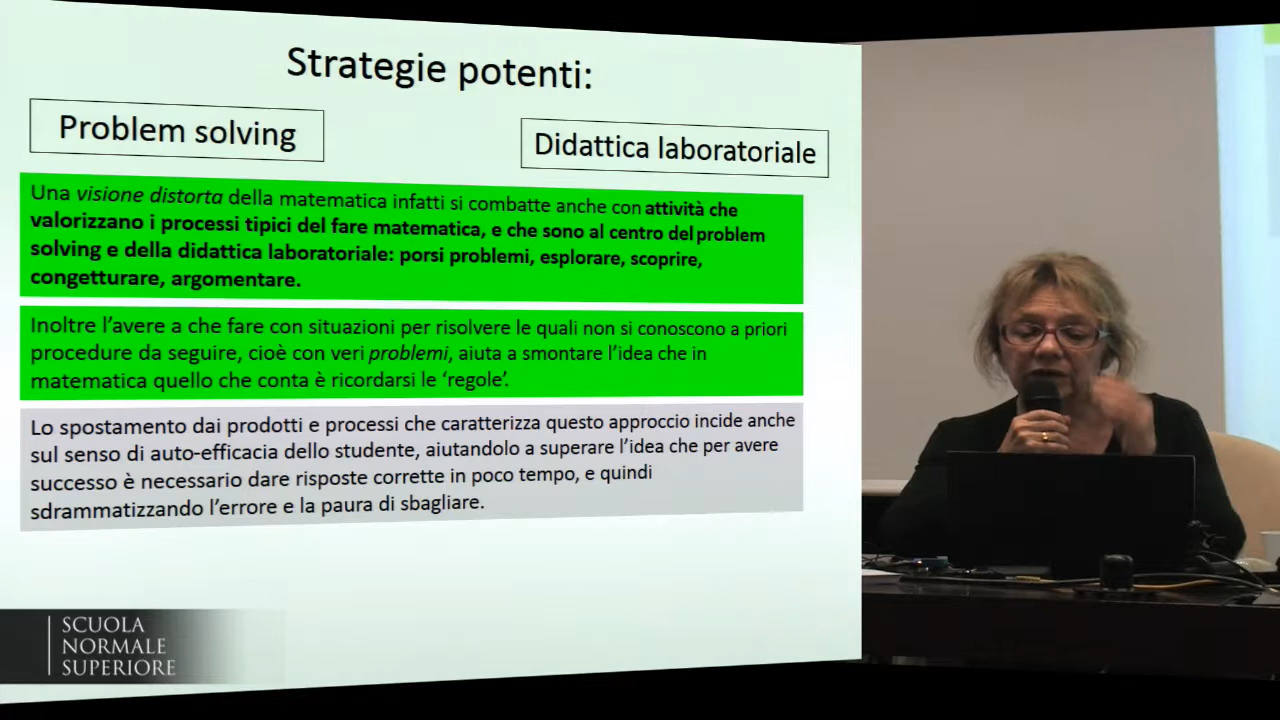 Strategie potenti:
Problem solving
Didattica laboratoriale
Una visione distorta della matematica infatti si combatte anche con attività che
valorizzano i processi tipici del fare matematica, e che sono al centro del problem
solving e della didattica laboratoriale: porsi problemi, esplorare, scoprire,
congetturare, argomentare.
Inoltre l’avere a che fare con situazioni per risolvere le quali non si conoscono a priori
procedure da seguire, cioè con veri problemi, aiuta a smontare l’idea che in
matematica quello che conta è ricordarsi le ‘regole’.
Lo spostamento dai prodotti e processi che caratterizza questo approccio incide anche
sul senso di auto-efficacia dello studente, aiutandolo a superare l’idea che per avere
successo è necessario dare risposte corrette in poco tempo, e quindi
sdrammatizzando l’errore e la paura di sbagliare.
SCUOLA
NORMALE
SUPERIORE